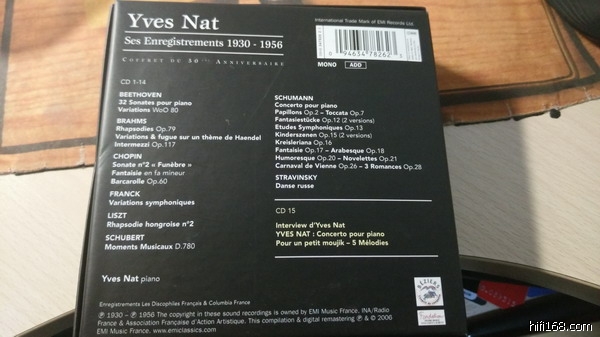 Yves Nat
Ses Enregistrements 1930 - 1956
Coffret du 50e Anniversaire
International Trade Mark of EMI Records Ltd.
MONO ADD
CD 1-14
BEETHOVEN
32 Sonates pour piano
Variations WoO 80
BRAHMS
Rhapsodies Op.79
Variations & fugue sur un thème de Haendel
Intermezzi Op.117
CHOPIN
Sonate n°2 « Funèbre »
Fantaisie en fa mineur
Barcarolle Op.60
FRANCK
Variations symphoniques
LISZT
Rhapsodie hongroise n°2
SCHUBERT
Moments Musicaux D.780
SCHUMANN
Concerto pour piano
Papillons Op.2 – Toccata Op.7
Fantasiestücke Op.12 (2 versions)
Etudes Symphoniques Op.13
Kinderszenen Op.15 (2 versions)
Kreisleriana Op.16
Fantaisie Op.17 – Arabesque Op.18
Humoresque Op.20 – Novelettes Op.21
Carnaval de Vienne Op.26 – 3 Romances Op.28
STRAVINSKY
Danse russe
CD 15
Interview d'Yves Nat
YVES NAT : Concerto pour piano
Pour un petit moujik – 5 Mélodies
Yves Nat piano
Enregistrements Les Discophiles Français & Columbia France
℗ 1930 – ℗ 1956 The copyright in these sound recordings is owned by EMI Music France, INA/Radio
France & Association Française d'Action Artistique. This compilation & digital remastering ℗ & © 2006
EMI Music France. www.emiclassics.com
BÉZIERS
hifi168.com